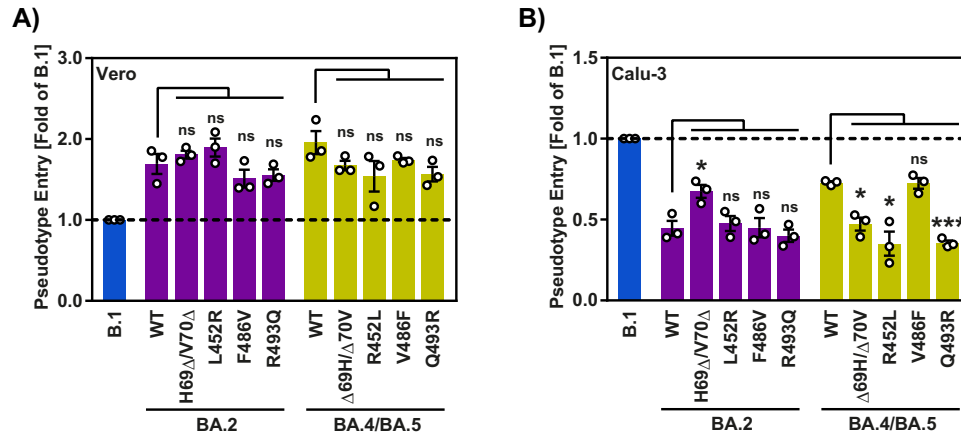 A)
Pseudotype Entry [Fold of B.1]
3.0
2.0
1.0
0.0
Vero
ns
ns
ns
ns
ns
ns
ns
ns
B.1
WT
H69Δ/V70Δ
L452R
F486V
R493Q
WT
Δ69H/Δ70V
R452L
V486F
Q493R
BA.2
BA.4/BA.5
B)
Pseudotype Entry [Fold of B.1]
1.5
1.0
0.5
0.0
Calu-3
*
ns
ns
ns
*
*
ns
***
B.1
WT
H69Δ/V70Δ
L452R
F486V
R493Q
WT
Δ69H/Δ70V
R452L
V486F
Q493R
BA.2
BA.4/BA.5